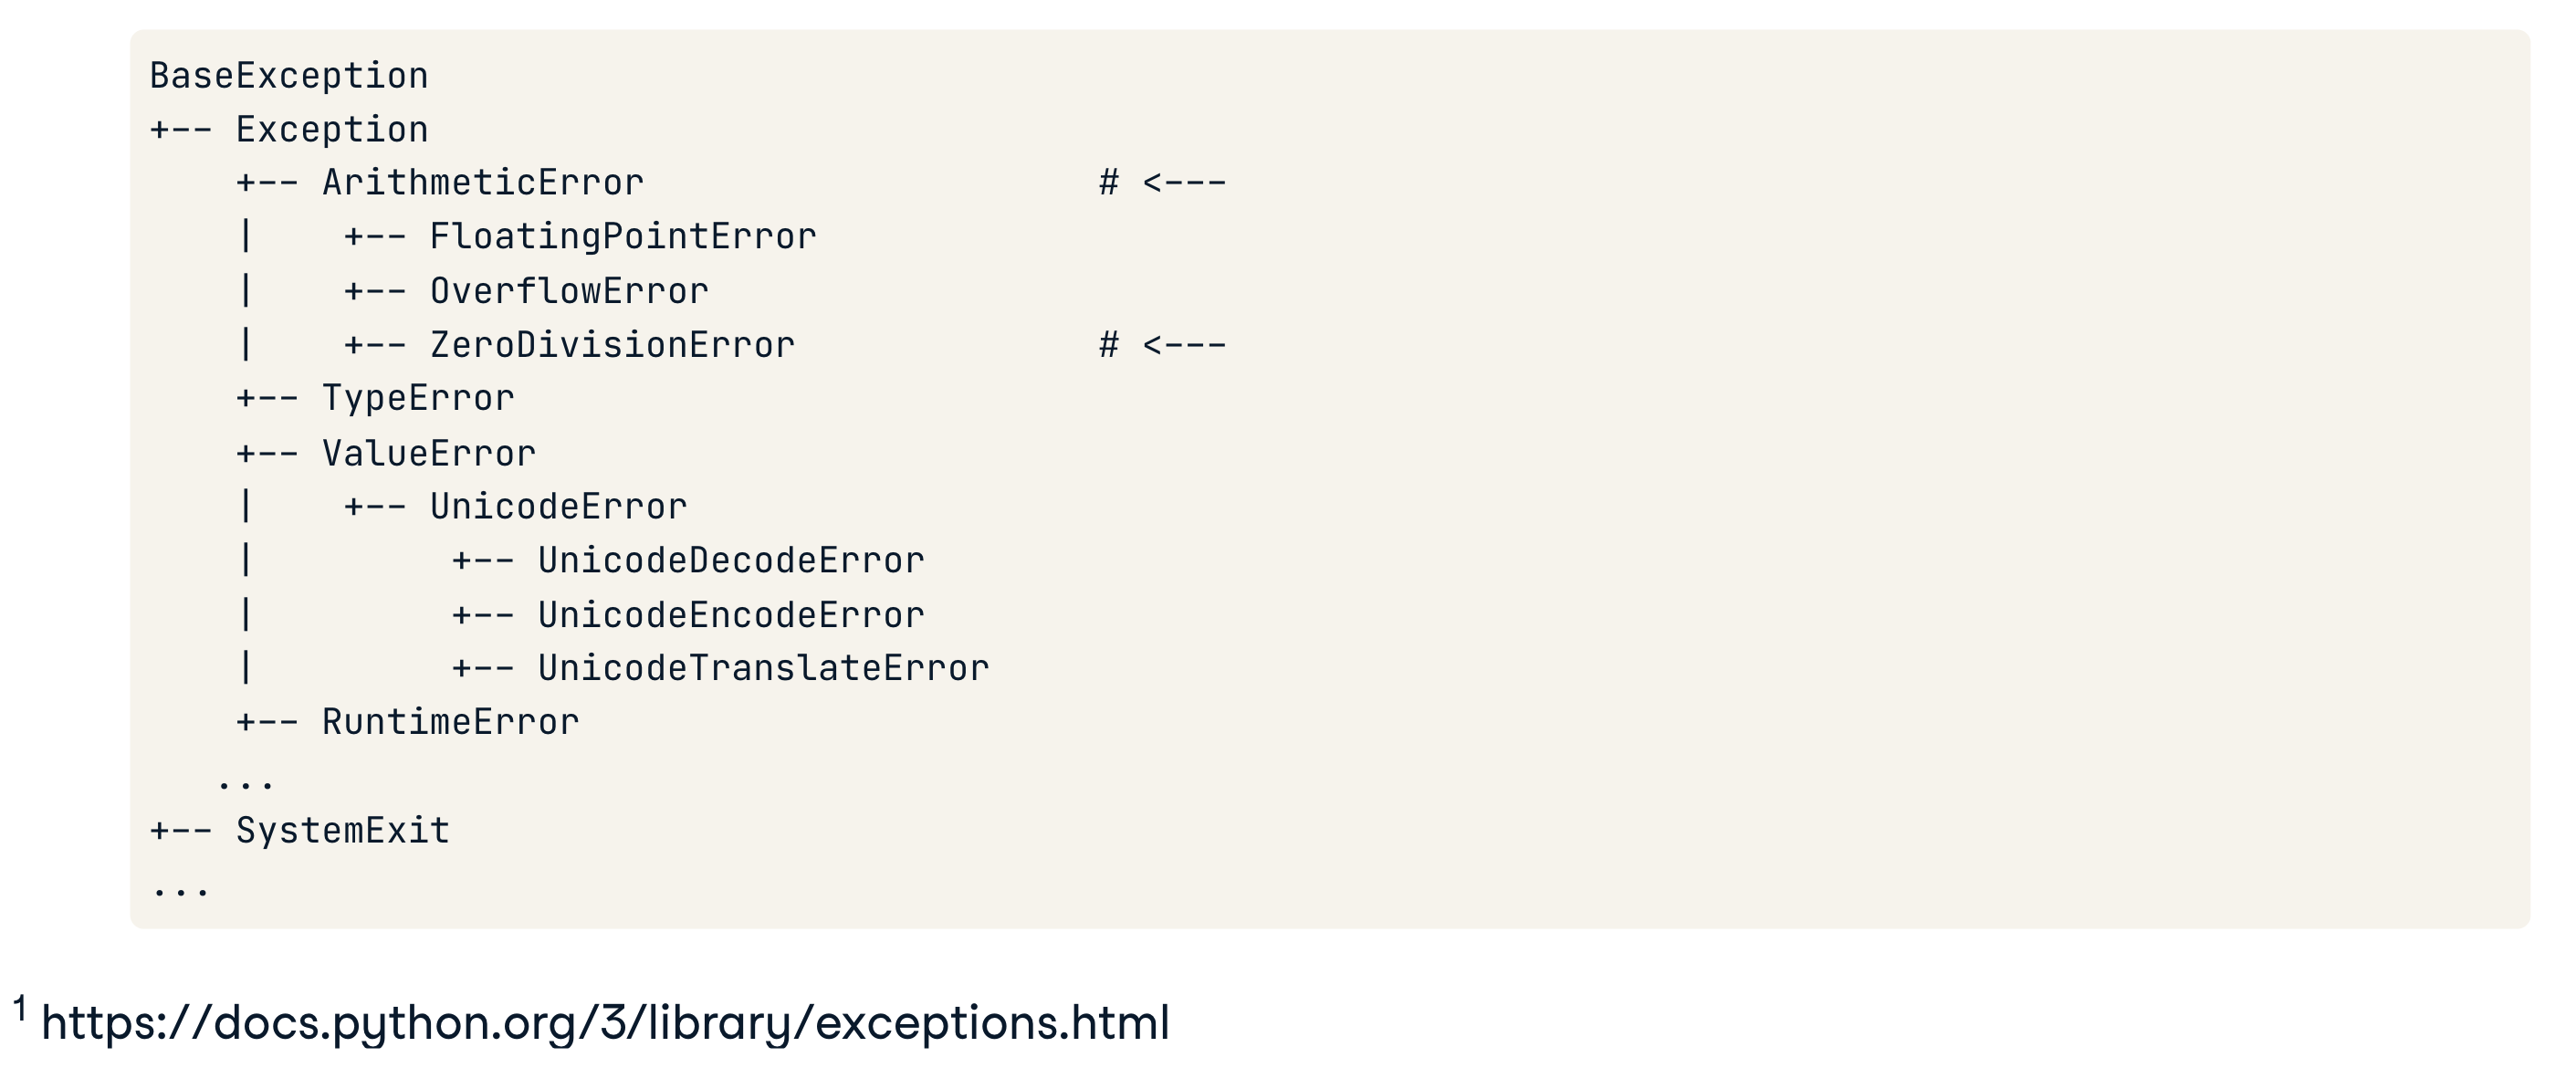 BaseException
+-- Exception
    +-- ArithmeticError                     # <---
    |    +-- FloatingPointError
    |    +-- OverflowError
    |    +-- ZeroDivisionError              # <---
    +-- TypeError
    +-- ValueError
    |    +-- UnicodeError
    |         +-- UnicodeDecodeError
    |         +-- UnicodeEncodeError
    |         +-- UnicodeTranslateError
    +-- RuntimeError
   ...
+-- SystemExit
...
1 https://docs.python.org/3/library/exceptions.html